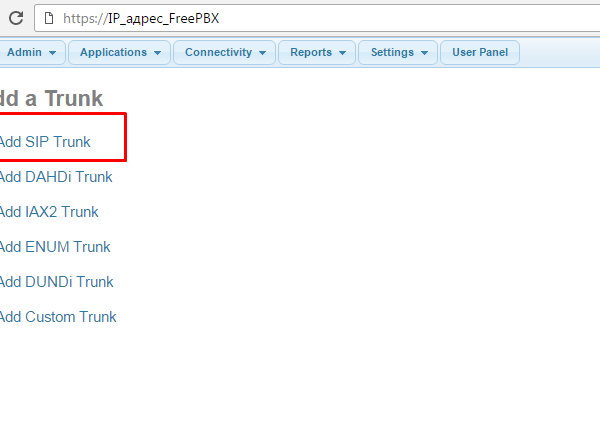 https://IP_адрес_FreePBX
Admin Applications Connectivity Reports Settings User Panel
dd a Trunk
Add SIP Trunk
Add DAHDi Trunk
Add IAX2 Trunk
Add ENUM Trunk
Add DUNDi Trunk
Add Custom Trunk